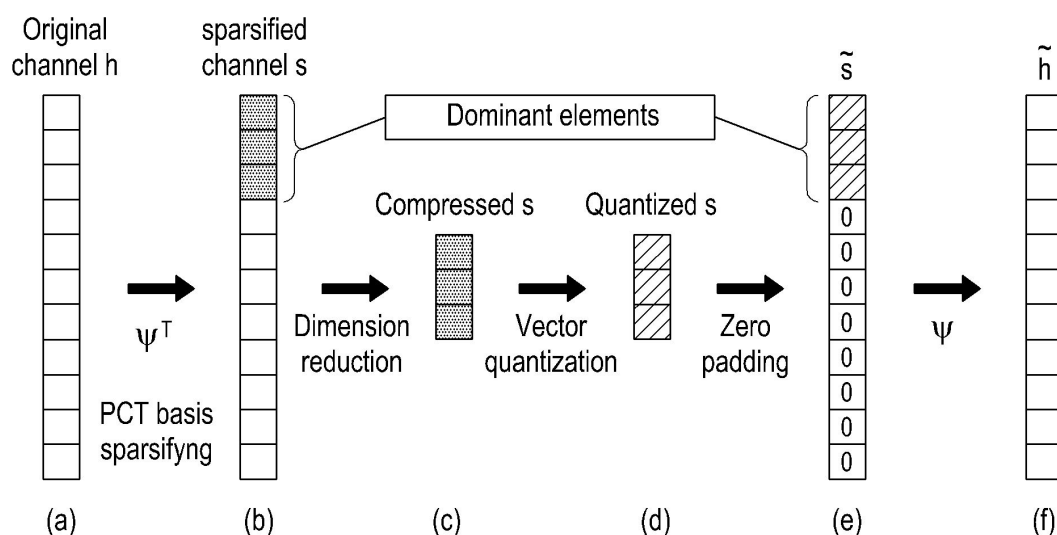 Original
channel h
sparsified
channel s
s̃
h̃
Dominant elements
Compressed s
Quantized s
0
0
0
0
0
0
0
0
ψᵀ
Dimension
reduction
Vector
quantization
Zero
padding
ψ
PCT basis
sparsifyng
(a)
(b)
(c)
(d)
(e)
(f)